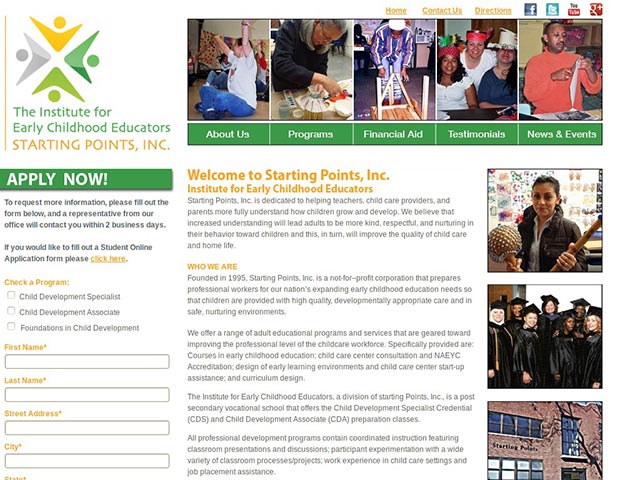 Home Contact Us Directions
You Tube
The Institute for
Early Childhood Educators
STARTING POINTS, INC.
About Us Programs Financial Aid Testimonials News & Events
APPLY NOW!
To request more information, please fill out the
form below, and a representative from our
office will contact you within 2 business days.
If you would like to fill out a Student Online
Application form please click here.
Check a Program:
Child Development Specialist
Child Development Associate
Foundations in Child Development
First Name*
Last Name*
Street Address*
City*
State*
Welcome to Starting Points, Inc.
Institute for Early Childhood Educators
Starting Points, Inc. is dedicated to helping teachers, child care providers, and
parents more fully understand how children grow and develop. We believe that
increased understanding will lead adults to be more kind, respectful, and nurturing in
their behavior toward children and this, in turn, will improve the quality of child care
and home life.
WHO WE ARE
Founded in 1995, Starting Points, Inc. is a not-for–profit corporation that prepares
professional workers for our nation's expanding early childhood education needs so
that children are provided with high quality, developmentally appropriate care and in
safe, nurturing environments.
We offer a range of adult educational programs and services that are geared toward
improving the professional level of the childcare workforce. Specifically provided are:
Courses in early childhood education; child care center consultation and NAEYC
Accreditation; design of early learning environments and child care center start-up
assistance; and curriculum design.
The Institute for Early Childhood Educators, a division of starting Points, Inc., is a post
secondary vocational school that offers the Child Development Specialist Credential
(CDS) and Child Development Associate (CDA) preparation classes.
All professional development programs contain coordinated instruction featuring
classroom presentations and discussions; participant experimentation with a wide
variety of classroom processes/projects; work experience in child care settings and
job placement assistance.
Starting Points